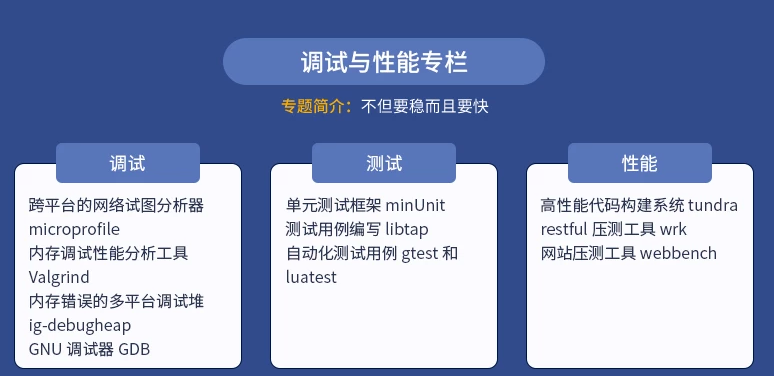 调试与性能专栏
专题简介：不但要稳而且要快
调试
跨平台的网络试图分析器
microprofile
内存调试性能分析工具
Valgrind
内存错误的多平台调试堆
ig-debugheap
GNU 调试器 GDB
测试
单元测试框架 minUnit
测试用例编写 libtap
自动化测试用例 gtest 和
luatest
性能
高性能代码构建系统 tundra
restful 压测工具 wrk
网站压测工具 webbench